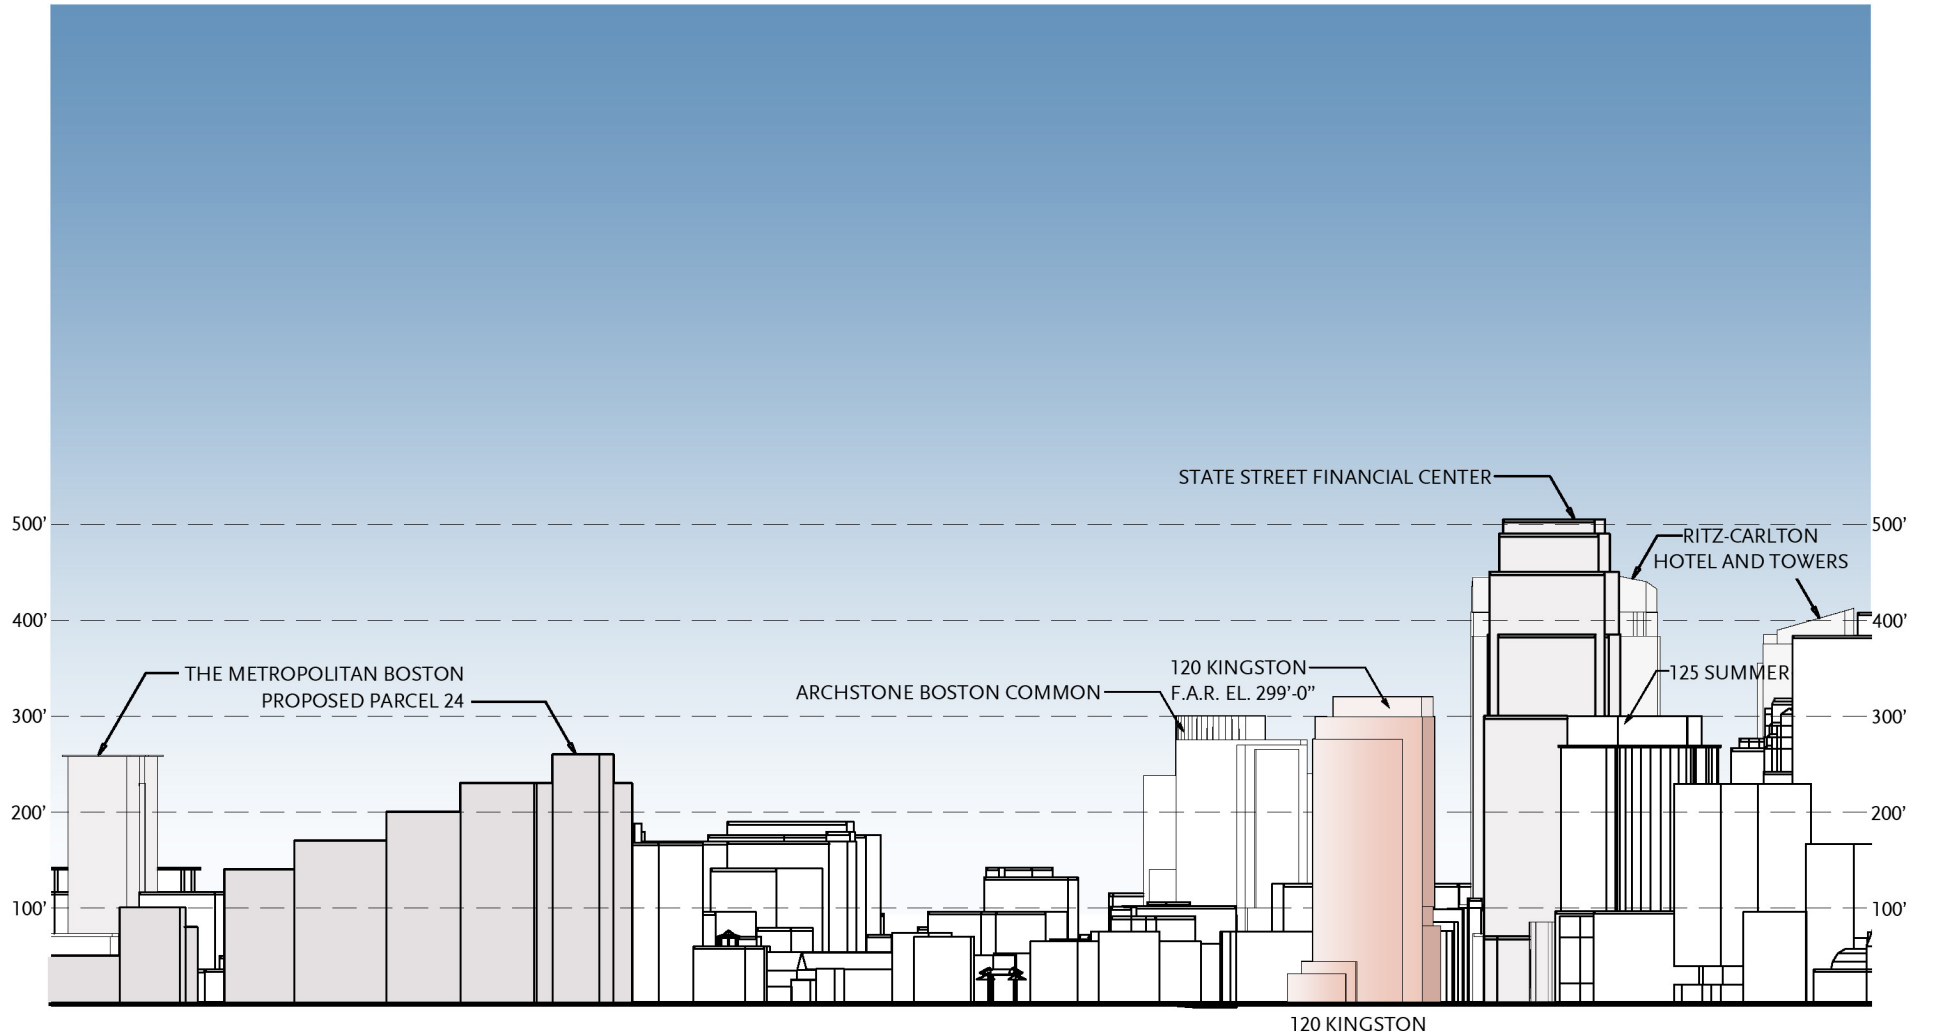 STATE STREET FINANCIAL CENTER
500’ 500’
RITZ-CARLTON
HOTEL AND TOWERS
400’ 400’
THE METROPOLITAN BOSTON
PROPOSED PARCEL 24
ARCHSTONE BOSTON COMMON
120 KINGSTON
F.A.R. EL. 299’-0”
125 SUMMER
300’ 300’
200’ 200’
100’ 100’
120 KINGSTON